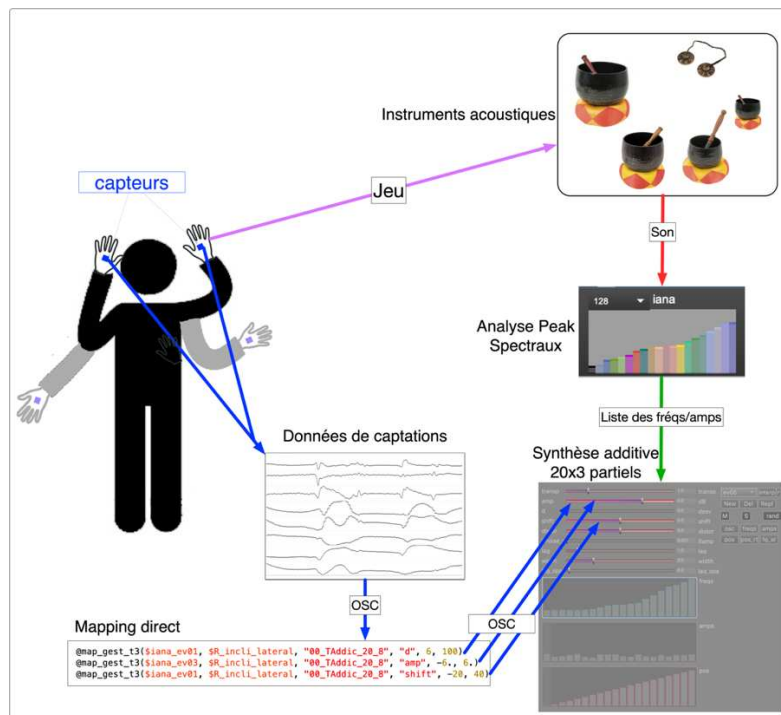 Instruments acoustiques
capteurs
Jeu
Son
128
iana
Analyse Peak
Spectraux
Liste des fréqs/amps
Données de captations
Synthèse additive
20x3 partiels
OSC
OSC
Mapping direct
@map_gest_t3($iana_ev01, $R_incli_lateral, "00_TAddic_20_8", "d", 6, 100)
@map_gest_t3($iana_ev03, $R_incli_lateral, "00_TAddic_20_8", "amp", -6., 6.)
@map_gest_t3($iana_ev01, $R_incli_lateral, "00_TAddic_20_8", "shift", -20, 40)